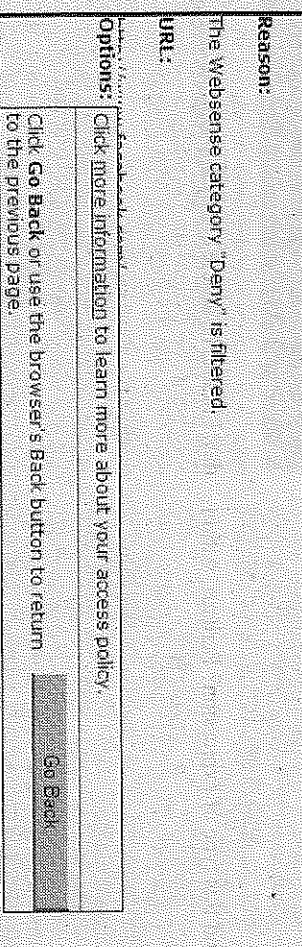 Reason:
The Websense category "Deny" is filtered.
URL:
Options:
Click more information to learn more about your access policy.
Click Go Back or use the browser's Back button to return
to the previous page.
Go Back